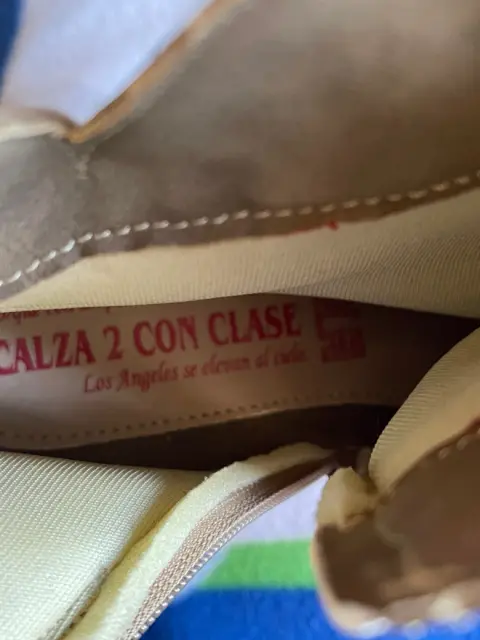 CALZA 2 CON CLASE
Los Angeles se elevan al cielo.